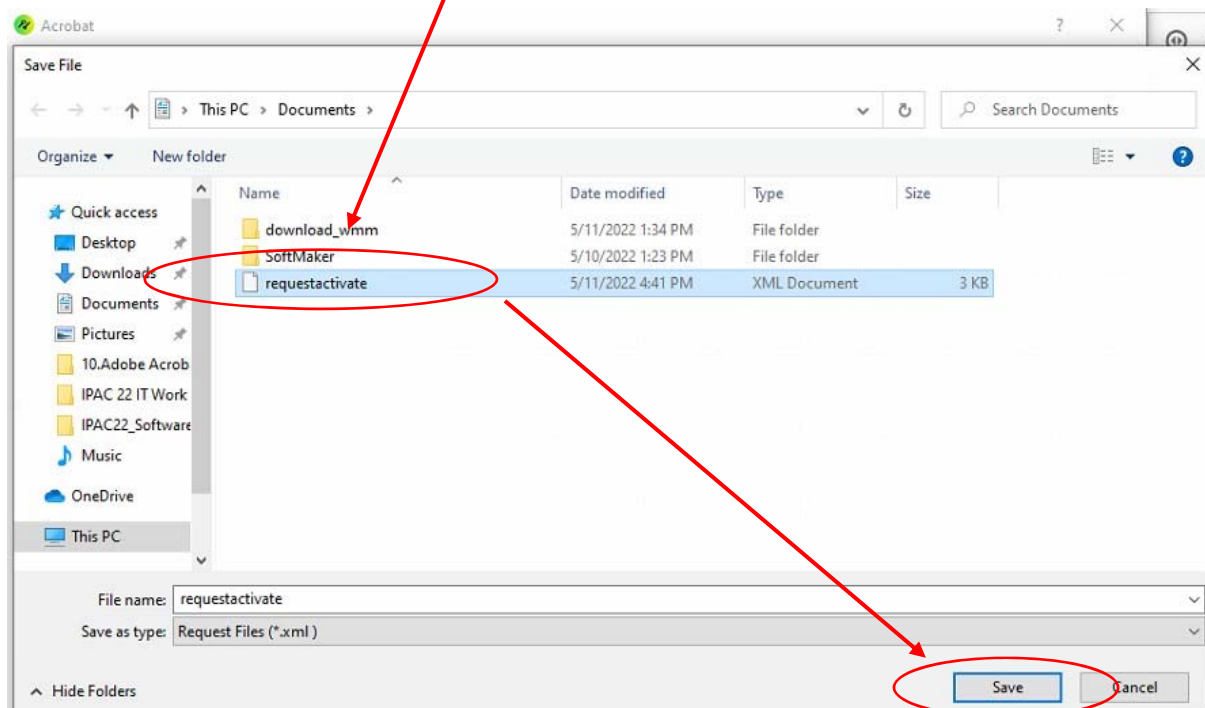 Acrobat
Save File
This PC > Documents >
Search Documents
Organize
New folder
Name Date modified Type Size
Quick access
Desktop
Downloads
Documents
Pictures
10.Adobe Acrob
IPAC 22 IT Work
IPAC22_Software
Music
OneDrive
This PC
download_wmm 5/11/2022 1:34 PM File folder
SoftMaker 5/10/2022 1:23 PM File folder
requestactivate 5/11/2022 4:41 PM XML Document 3 KB
File name: requestactivate
Save as type: Request Files (*.xml )
Hide Folders
Save
Cancel